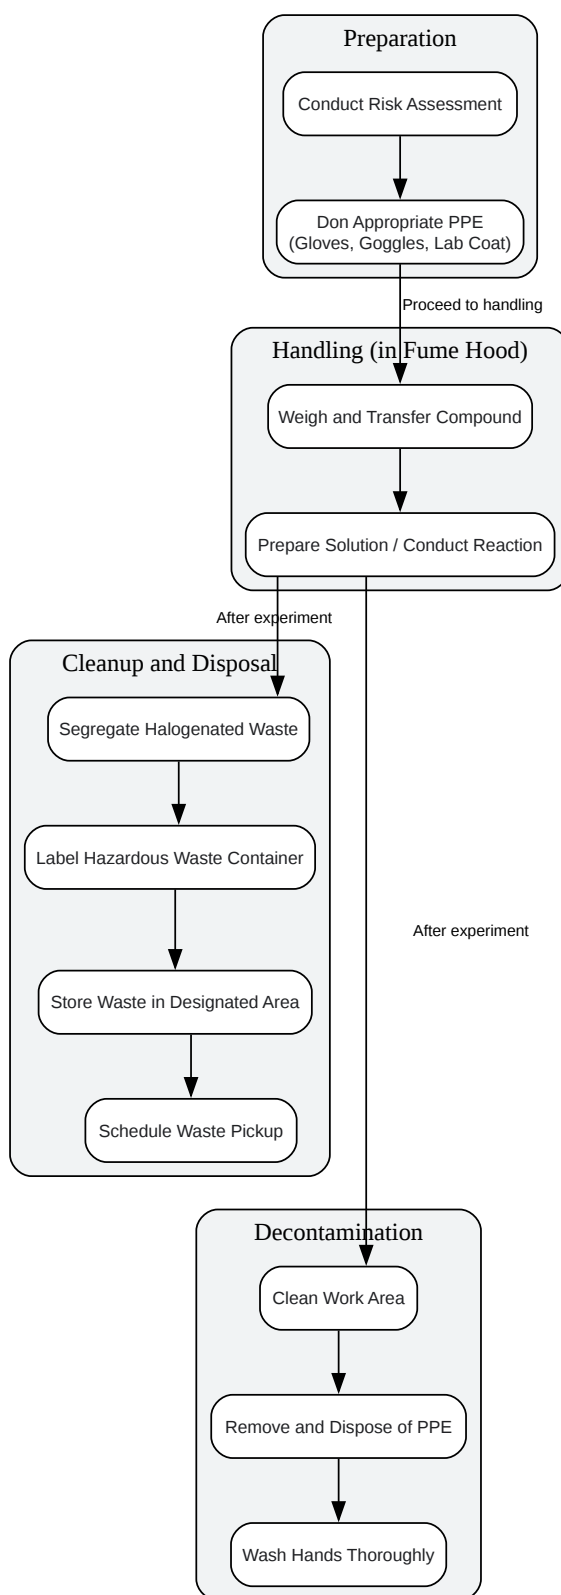 Preparation
Conduct Risk Assessment
Don Appropriate PPE
(Gloves, Goggles, Lab Coat)
Proceed to handling
Handling (in Fume Hood)
Weigh and Transfer Compound
Prepare Solution / Conduct Reaction
After experiment
Cleanup and Disposal
Segregate Halogenated Waste
Label Hazardous Waste Container
After experiment
Store Waste in Designated Area
Schedule Waste Pickup
Decontamination
Clean Work Area
Remove and Dispose of PPE
Wash Hands Thoroughly